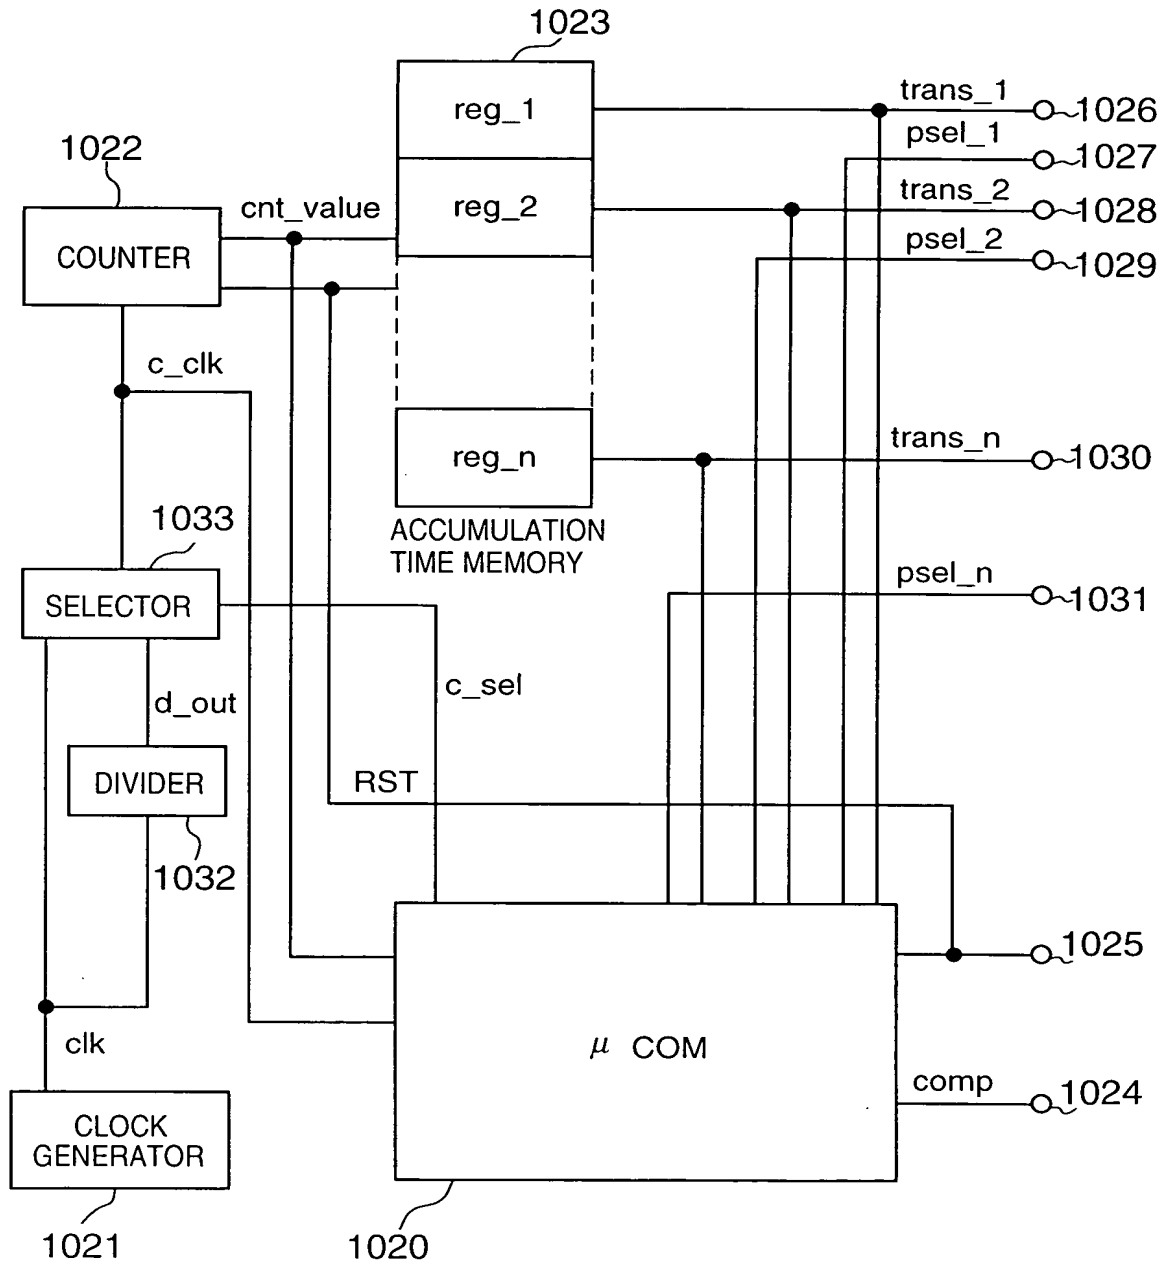 1023
reg_1
trans_1
1026
psel_1
1027
1022
reg_2
trans_2
1028
cnt_value
psel_2
1029
COUNTER
c_clk
reg_n
trans_n
1030
1033
ACCUMULATION
TIME MEMORY
psel_n
1031
SELECTOR
c_sel
d_out
DIVIDER
RST
1032
1025
clk
μ COM
comp
1024
CLOCK
GENERATOR
1021
1020